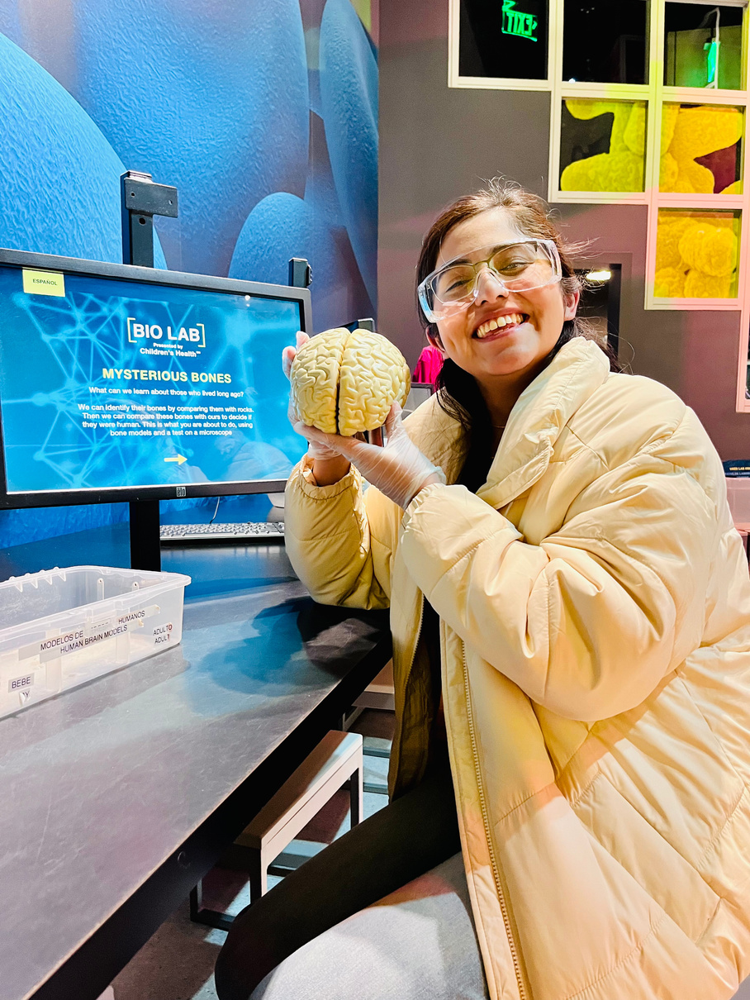 EXIT
ESPAÑOL
[BIO LAB]
Presented by
Children's Health℠
MYSTERIOUS BONES
What can we learn about those who lived long ago?
We can identify their bones by comparing them with rocks.
Then we can compare these bones with ours to decide if
they were human. This is what you are about to do, using
bone models and a test on a microscope
elo
MODELOS DE HUMANOS
HUMAN BRAIN MODELS
ADULTO
ADULT
BEBE